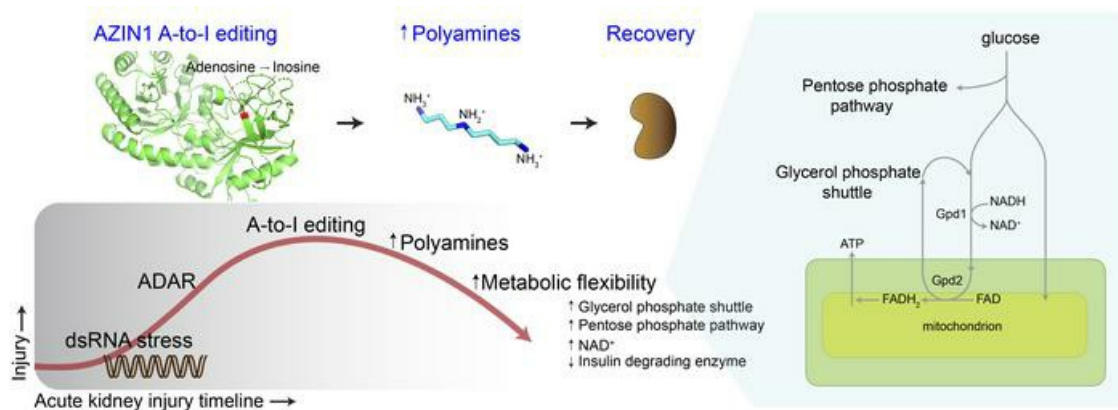 AZIN1 A-to-I editing
Adenosine → Inosine
↑Polyamines
NH₃⁺
NH₂⁺
NH₃⁺
Recovery
A-to-I editing
↑Polyamines
ADAR
↑Metabolic flexibility
↑ Glycerol phosphate shuttle
↑ Pentose phosphate pathway
↑ NAD⁺
↓ Insulin degrading enzyme
dsRNA stress
Injury →
Acute kidney injury timeline →
glucose
Pentose phosphate
pathway
Glycerol phosphate
shuttle
Gpd1
NADH
NAD⁺
ATP
Gpd2
FADH₂
FAD
mitochondrion